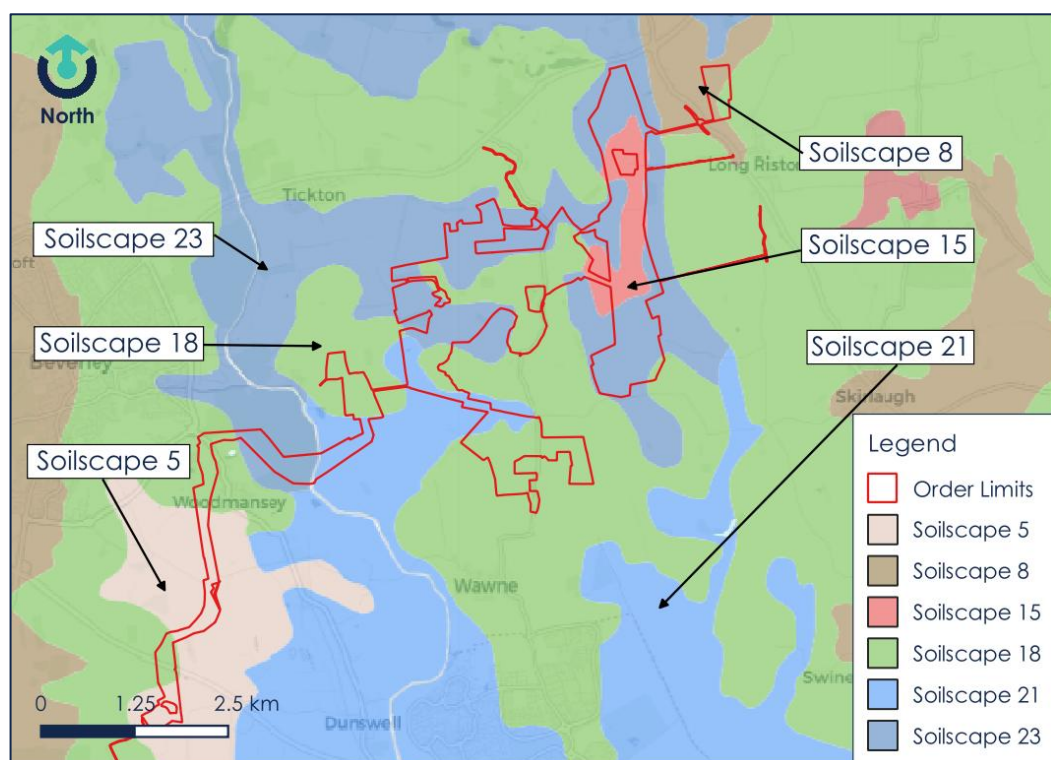 North
Soilscape 8
Long Riston
Tickton
Soilscape 23
Soilscape 15
Soilscape 18
Soilscape 21
Beverley
Skirlaugh
Soilscape 5
Woodmansey
Wawne
Swine
Dunswell
0 1.25 2.5 km
Legend
Order Limits
Soilscape 5
Soilscape 8
Soilscape 15
Soilscape 18
Soilscape 21
Soilscape 23